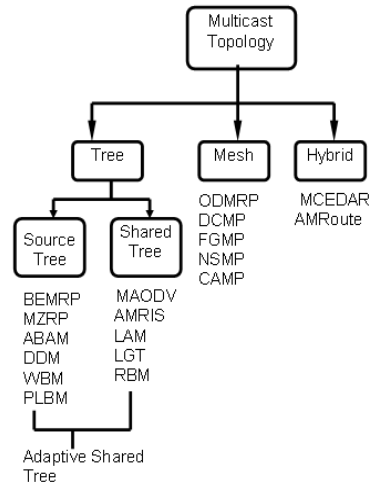 Multicast
Topology
Tree
Mesh
Hybrid
Source
Tree
Shared
Tree
BEMRP
MZRP
ABAM
DDM
WBM
PLBM
MAODV
AMRIS
LAM
LGT
RBM
ODMRP
DCMP
FGMP
NSMP
CAMP
MCEDAR
AMRoute
Adaptive Shared
Tree